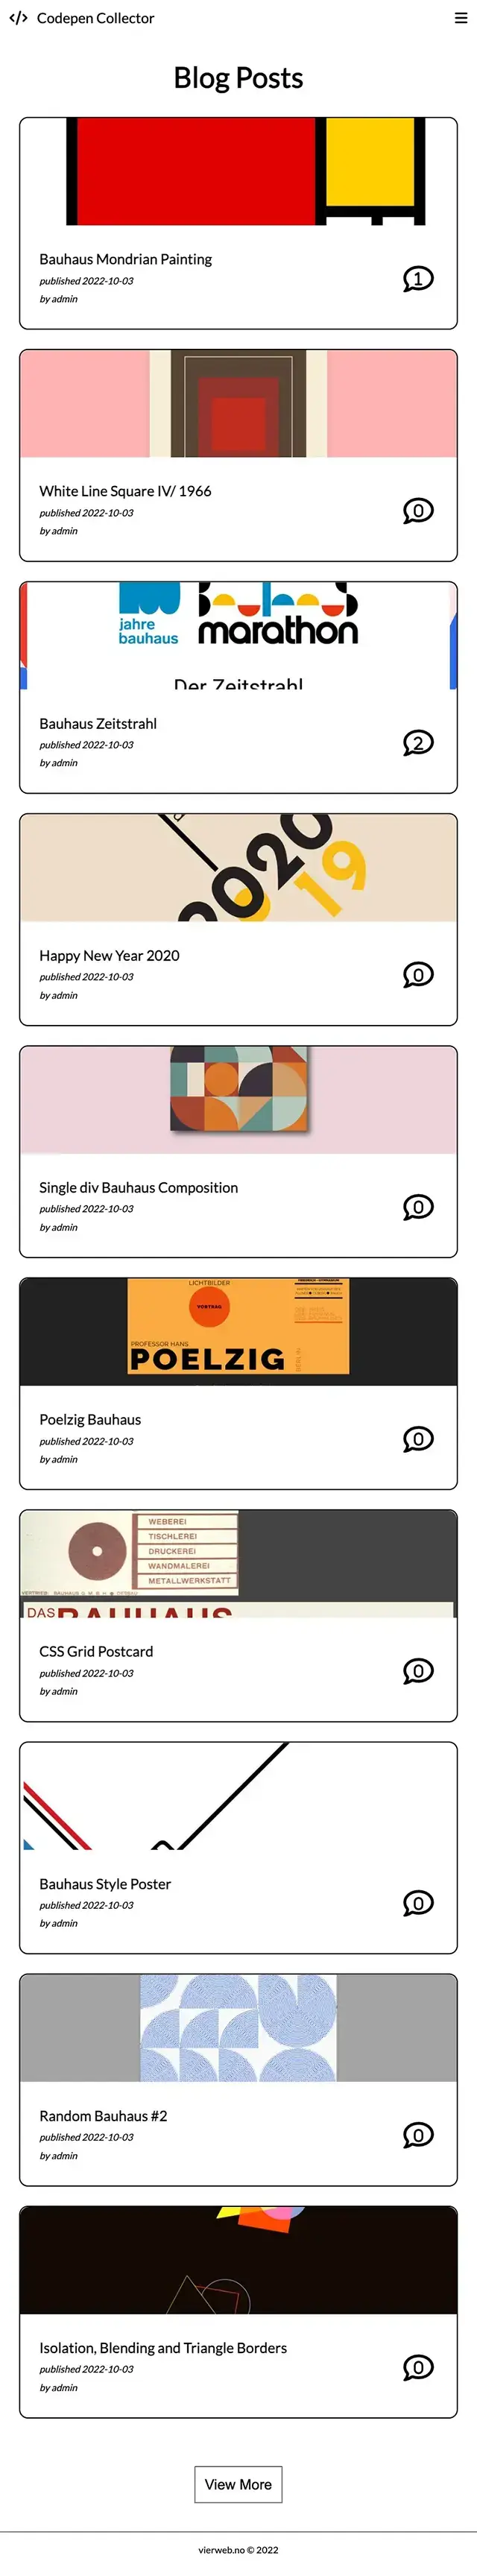 Codepen Collector
Blog Posts
Bauhaus Mondrian Painting
published 2022-10-03
by admin
1
White Line Square IV/ 1966
published 2022-10-03
by admin
0
jahre
bauhaus
marathon
Der Zeitstrahl
Bauhaus Zeitstrahl
published 2022-10-03
by admin
2
2020
19
Happy New Year 2020
published 2022-10-03
by admin
0
Single div Bauhaus Composition
published 2022-10-03
by admin
0
LICHTBILDER
VORTRAG
PROFESSOR HANS
POELZIG
BERLIN
Poelzig Bauhaus
published 2022-10-03
by admin
0
WEBEREI
TISCHLEREI
DRUCKEREI
WANDMALEREI
METALLWERKSTATT
VERTRIEB: BAUHAUS G. M. B. H. DESSAU
DAS BAUHAUS
CSS Grid Postcard
published 2022-10-03
by admin
0
Bauhaus Style Poster
published 2022-10-03
by admin
0
Random Bauhaus #2
published 2022-10-03
by admin
0
Isolation, Blending and Triangle Borders
published 2022-10-03
by admin
0
View More
vierweb.no © 2022